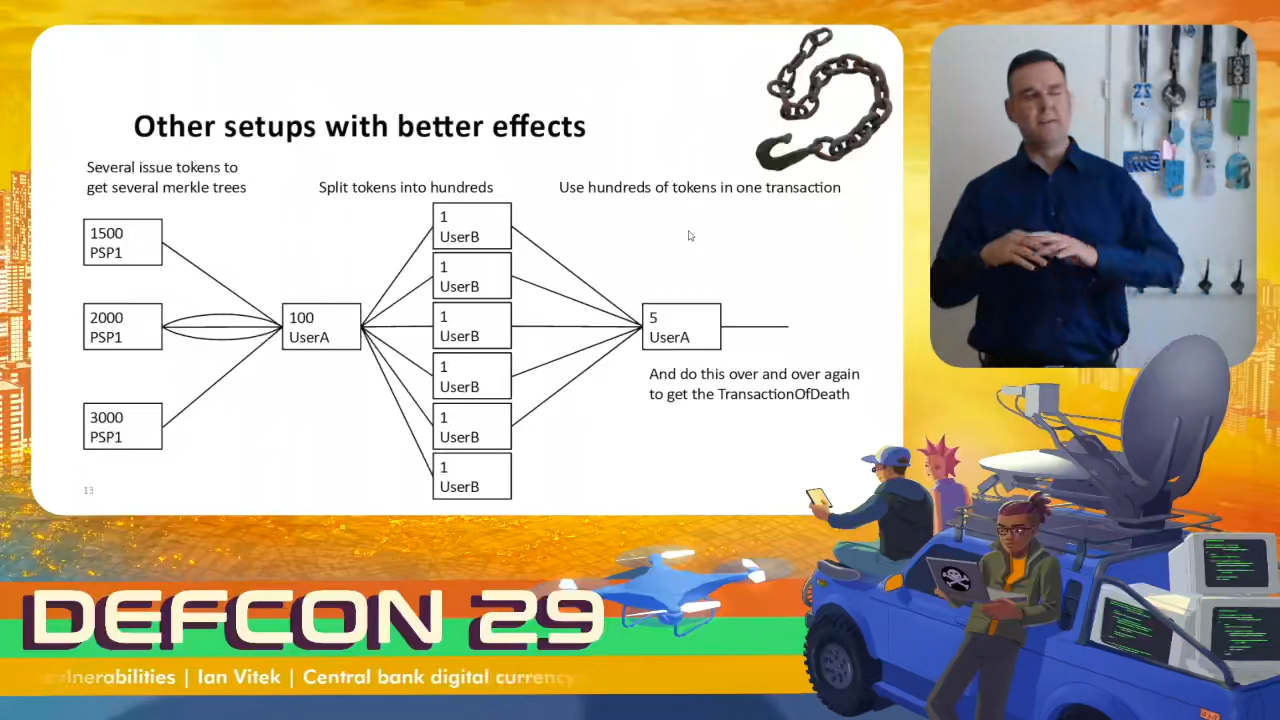 Other setups with better effects
Several issue tokens to
get several merkle trees
Split tokens into hundreds
Use hundreds of tokens in one transaction
1500
PSP1
2000
PSP1
3000
PSP1
100
UserA
1
UserB
1
UserB
1
UserB
1
UserB
1
UserB
1
UserB
5
UserA
And do this over and over again
to get the TransactionOfDeath
13
DEFCON 29
| Ian Vitek | Central bank digital currency